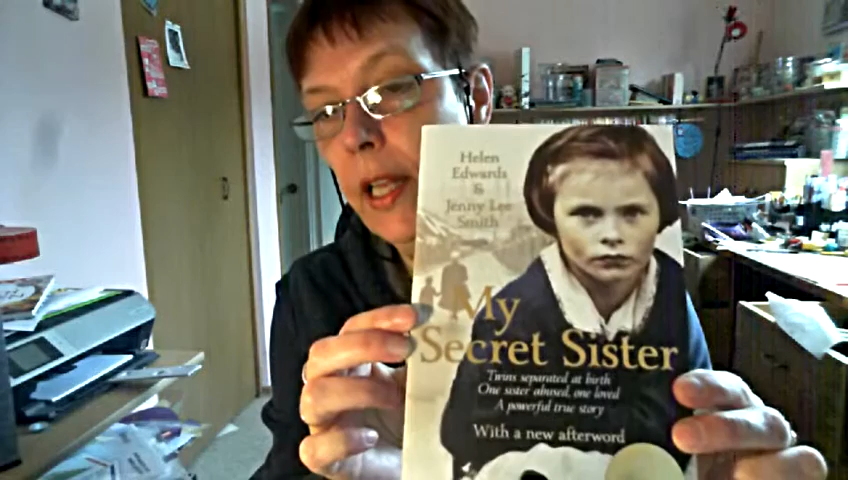 Helen
Edwards
&
Jenny Lee
Smith
My
Secret Sister
Twins separated at birth
One sister abused, one loved
A powerful true story
With a new afterword